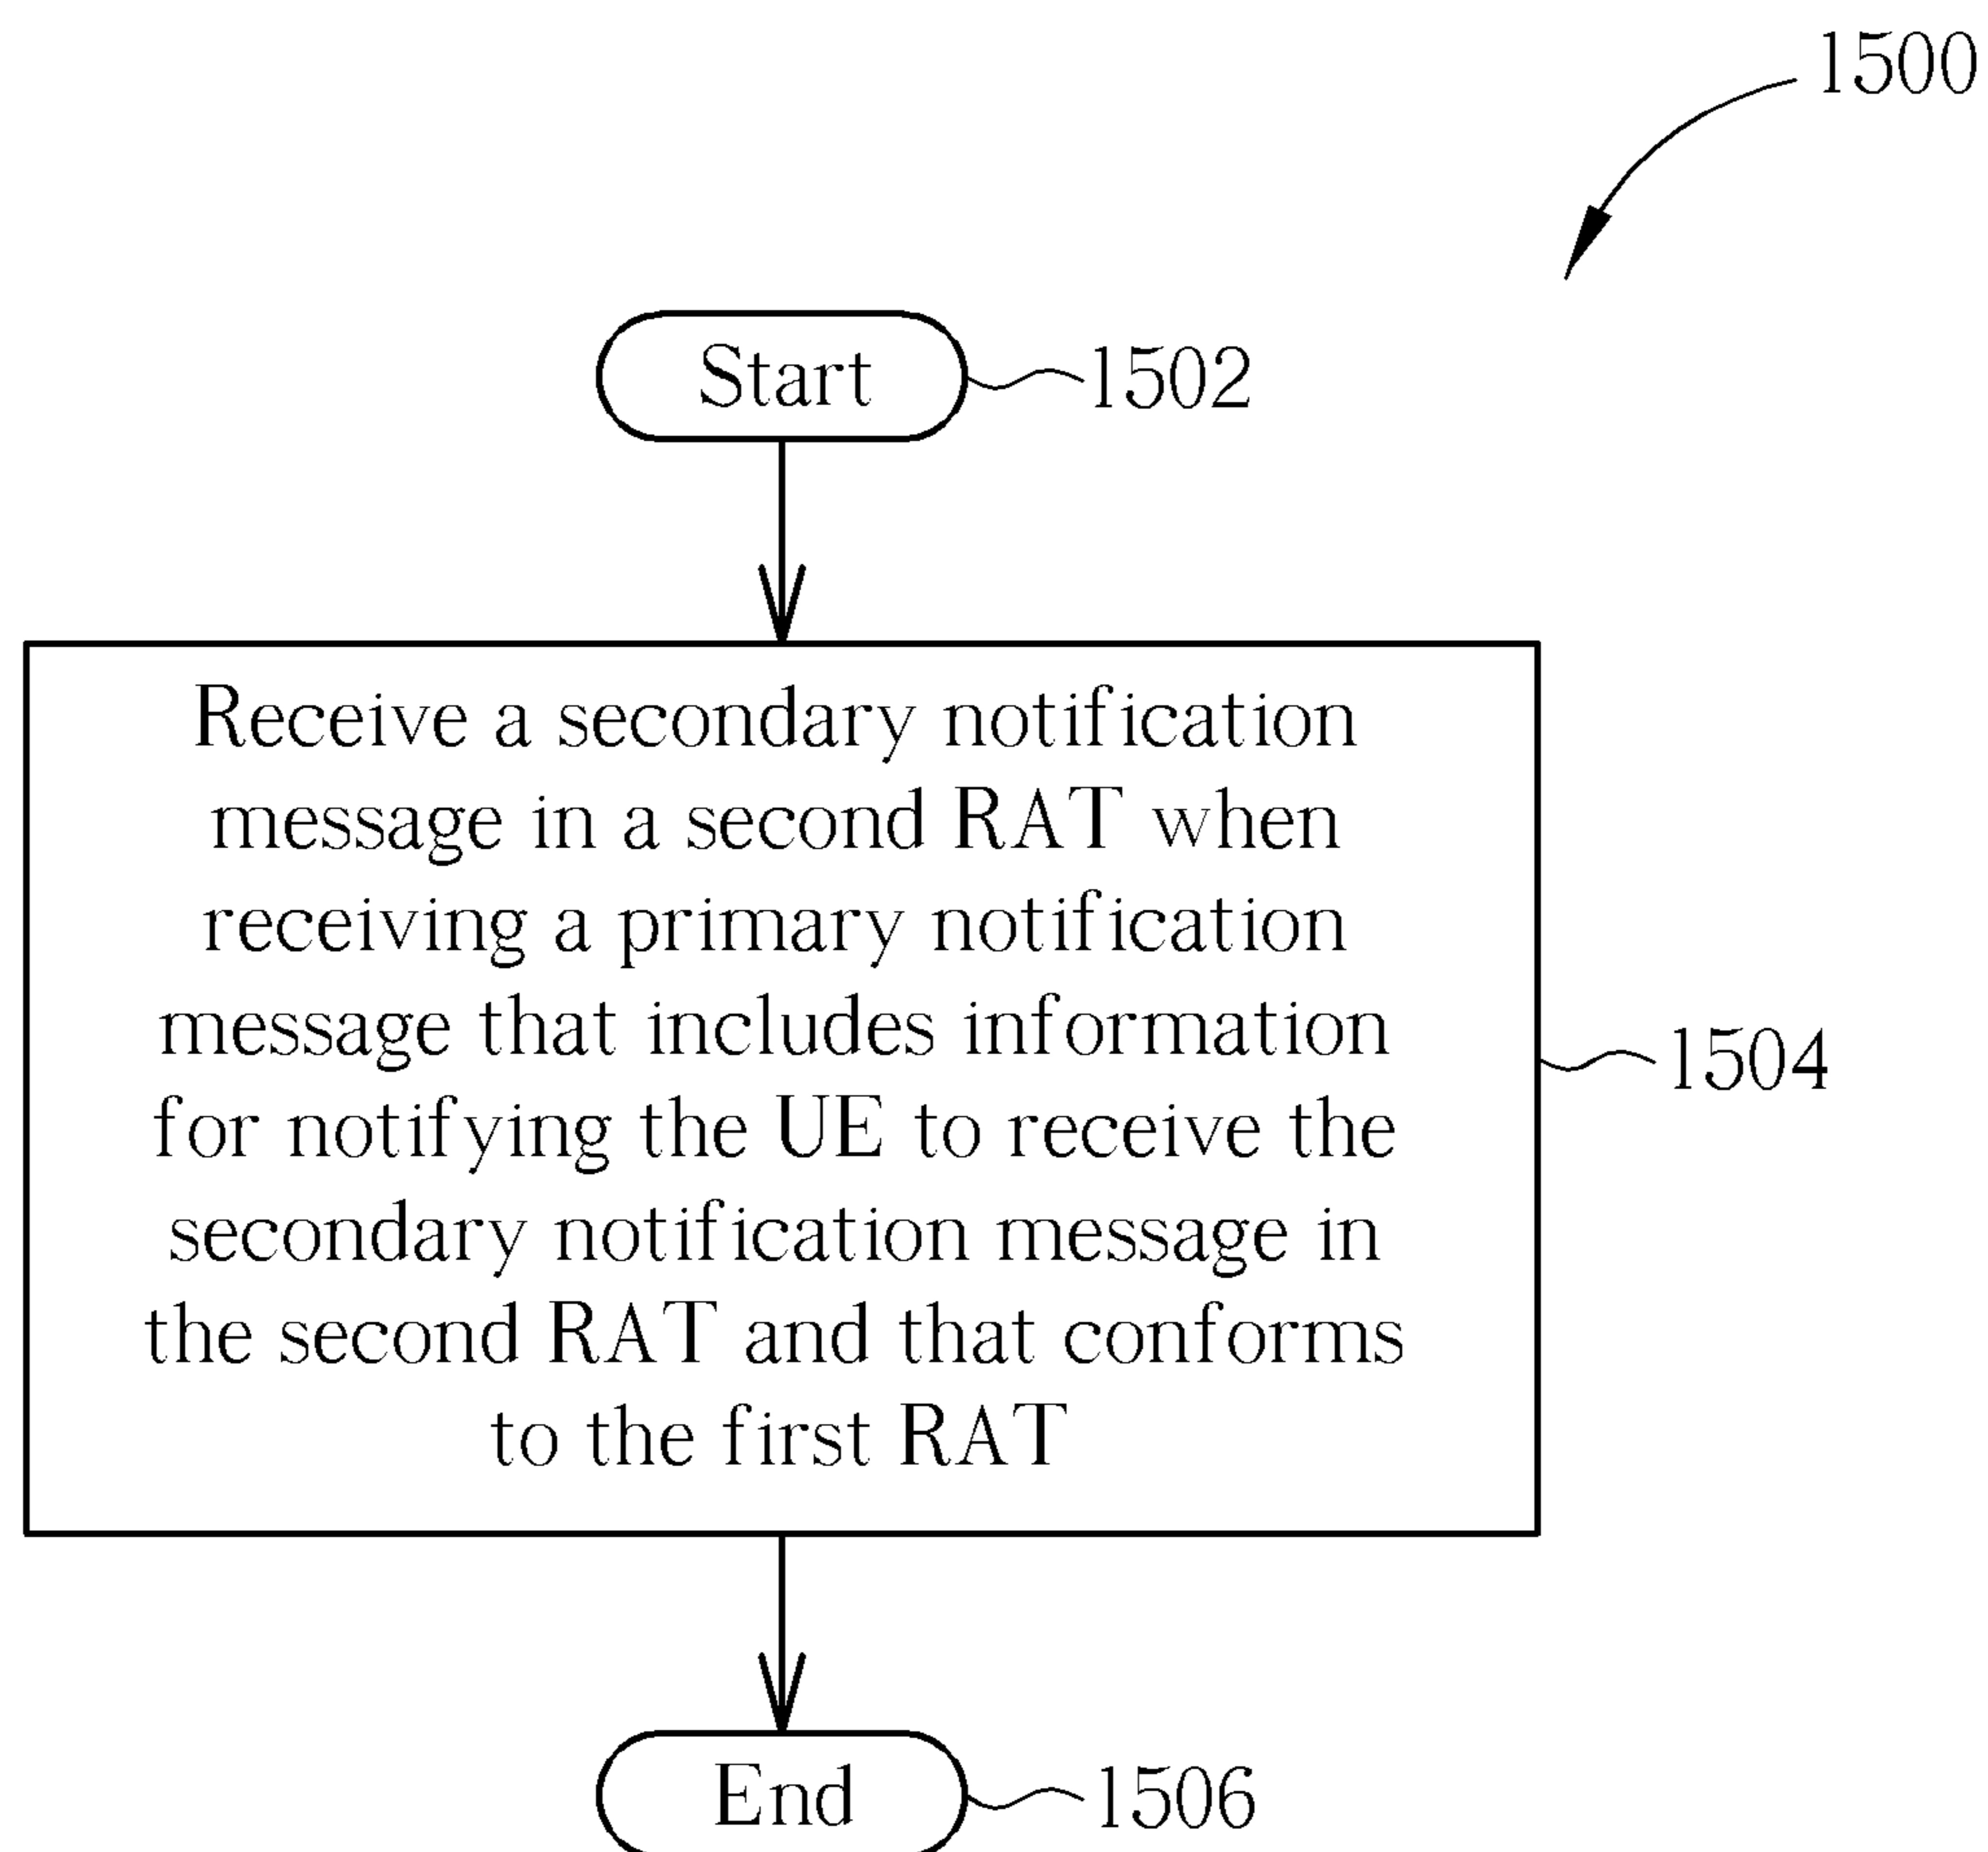 1500
Start
1502
Receive a secondary notification
message in a second RAT when
receiving a primary notification
message that includes information
for notifying the UE to receive the
secondary notification message in
the second RAT and that conforms
to the first RAT
1504
End
1506